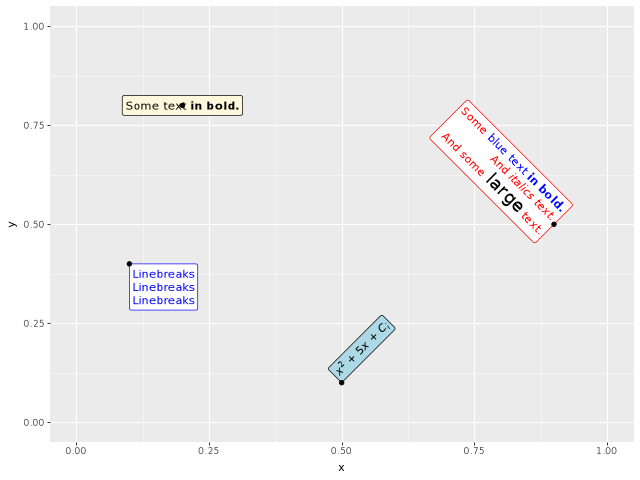 1.00
0.75
0.50
0.25
0.00
y
Some text in bold.
Linebreaks
Linebreaks
Linebreaks
x² + 5x + Cᵢ
Some blue text in bold.
And italics text.
And some large text.
0.00 0.25 0.50 0.75 1.00
x